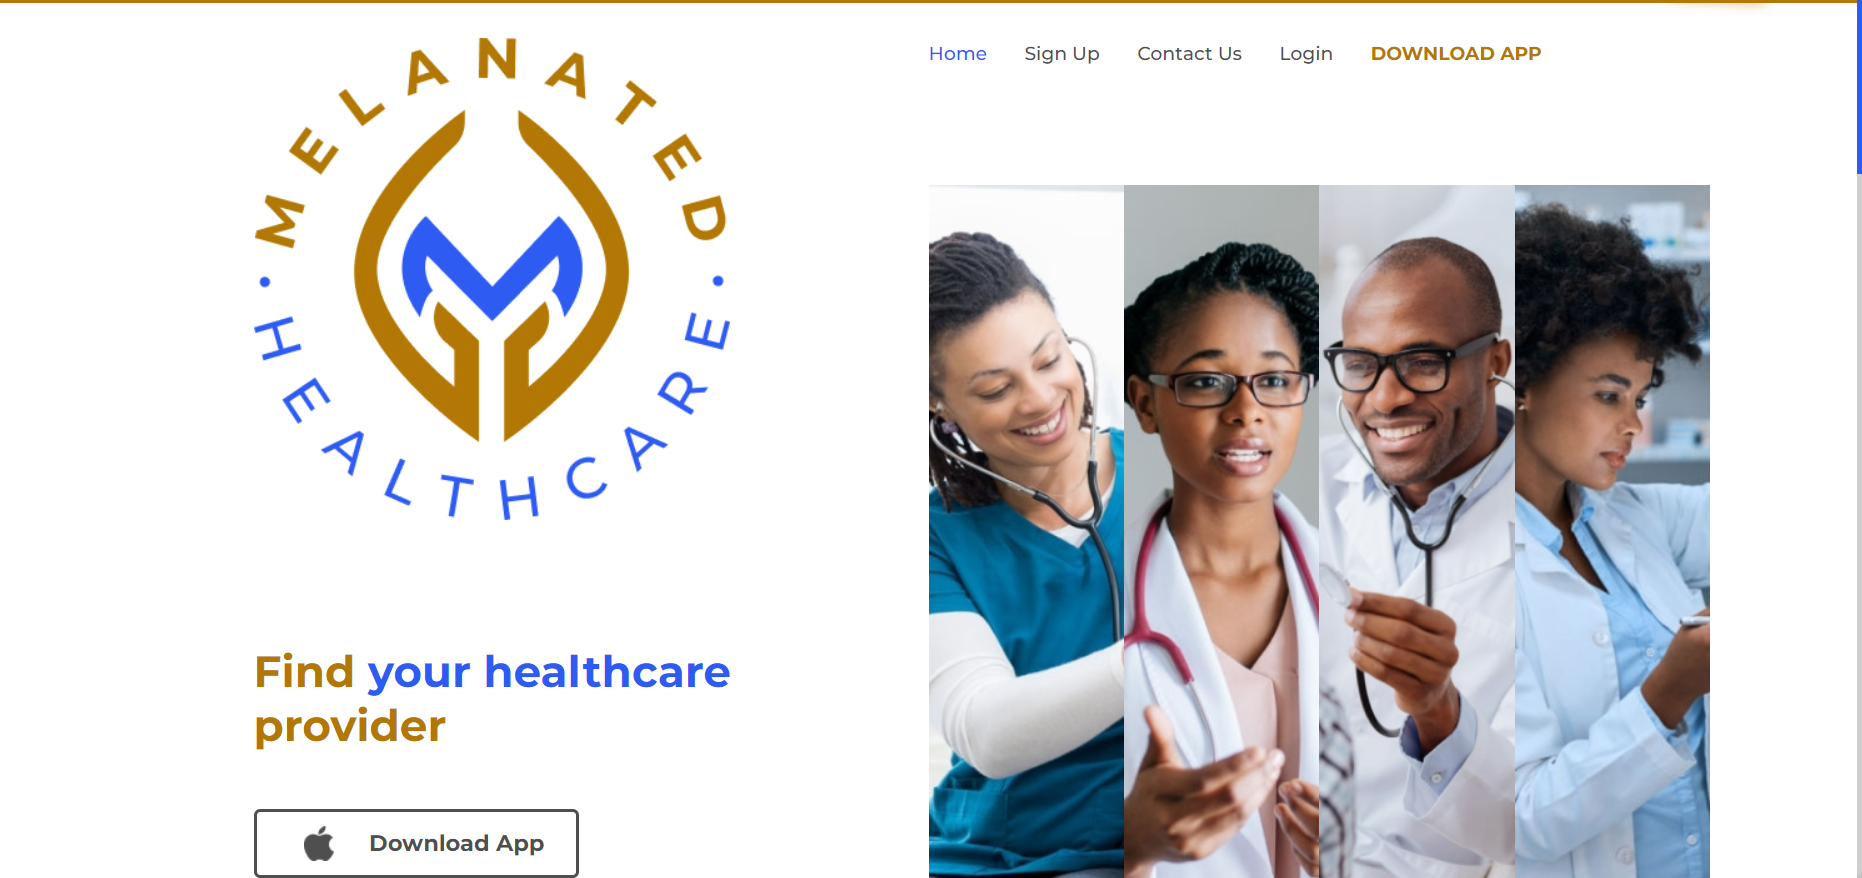 MELANATED
HEALTHCARE
Home Sign Up Contact Us Login DOWNLOAD APP
Find your healthcare
provider
Download App